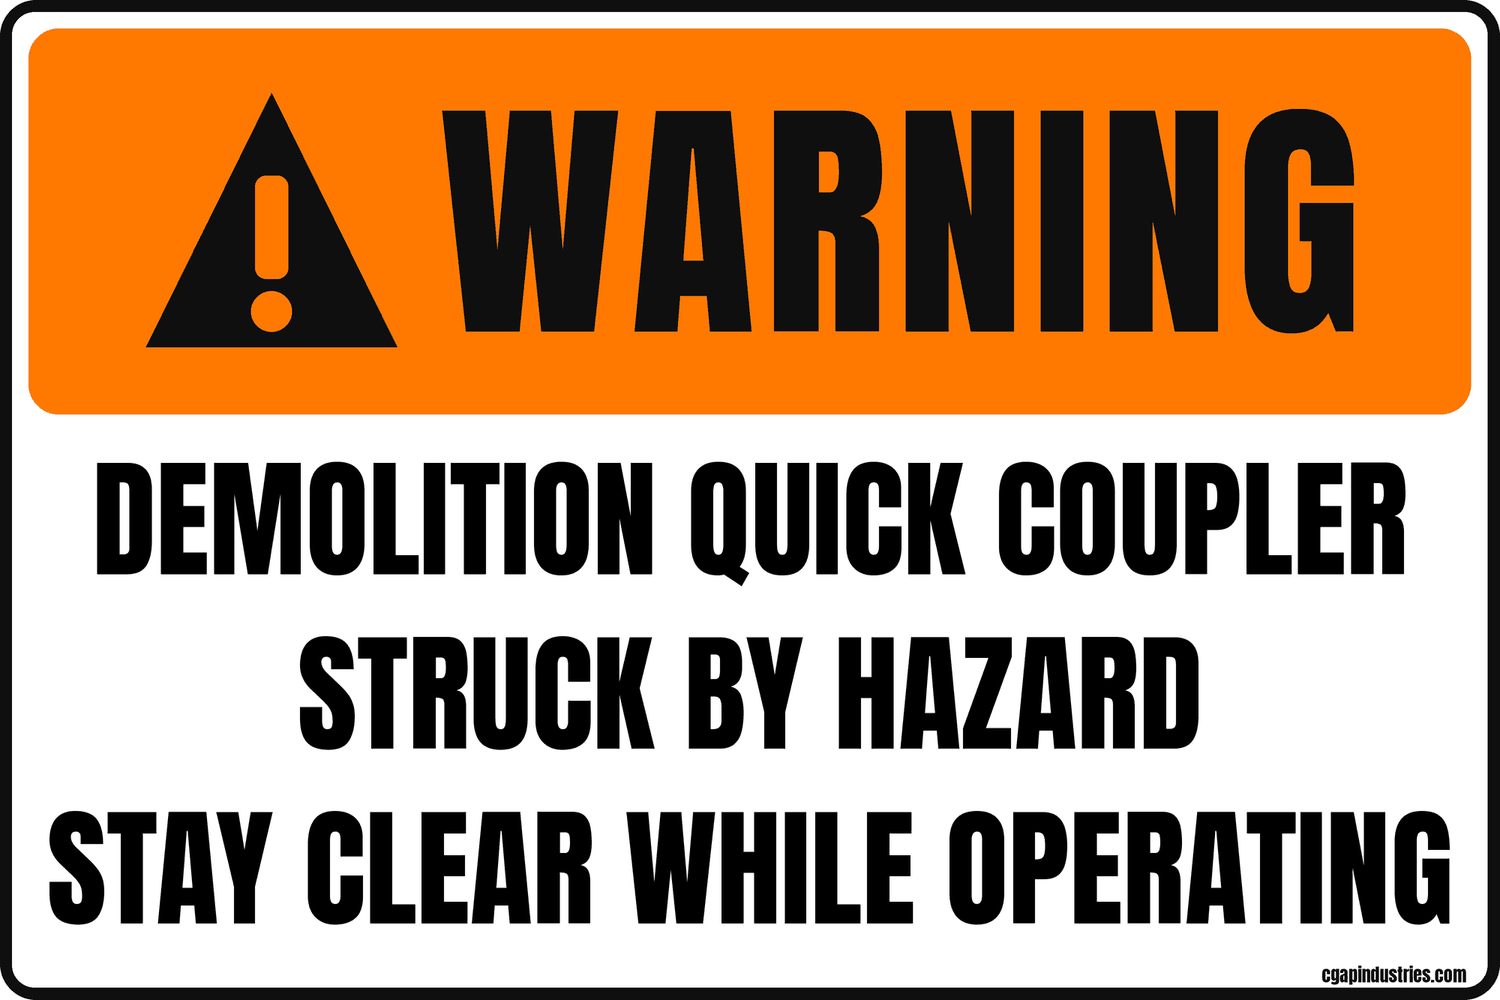 WARNING
DEMOLITION QUICK COUPLER
STRUCK BY HAZARD
STAY CLEAR WHILE OPERATING
cgapindustries.com